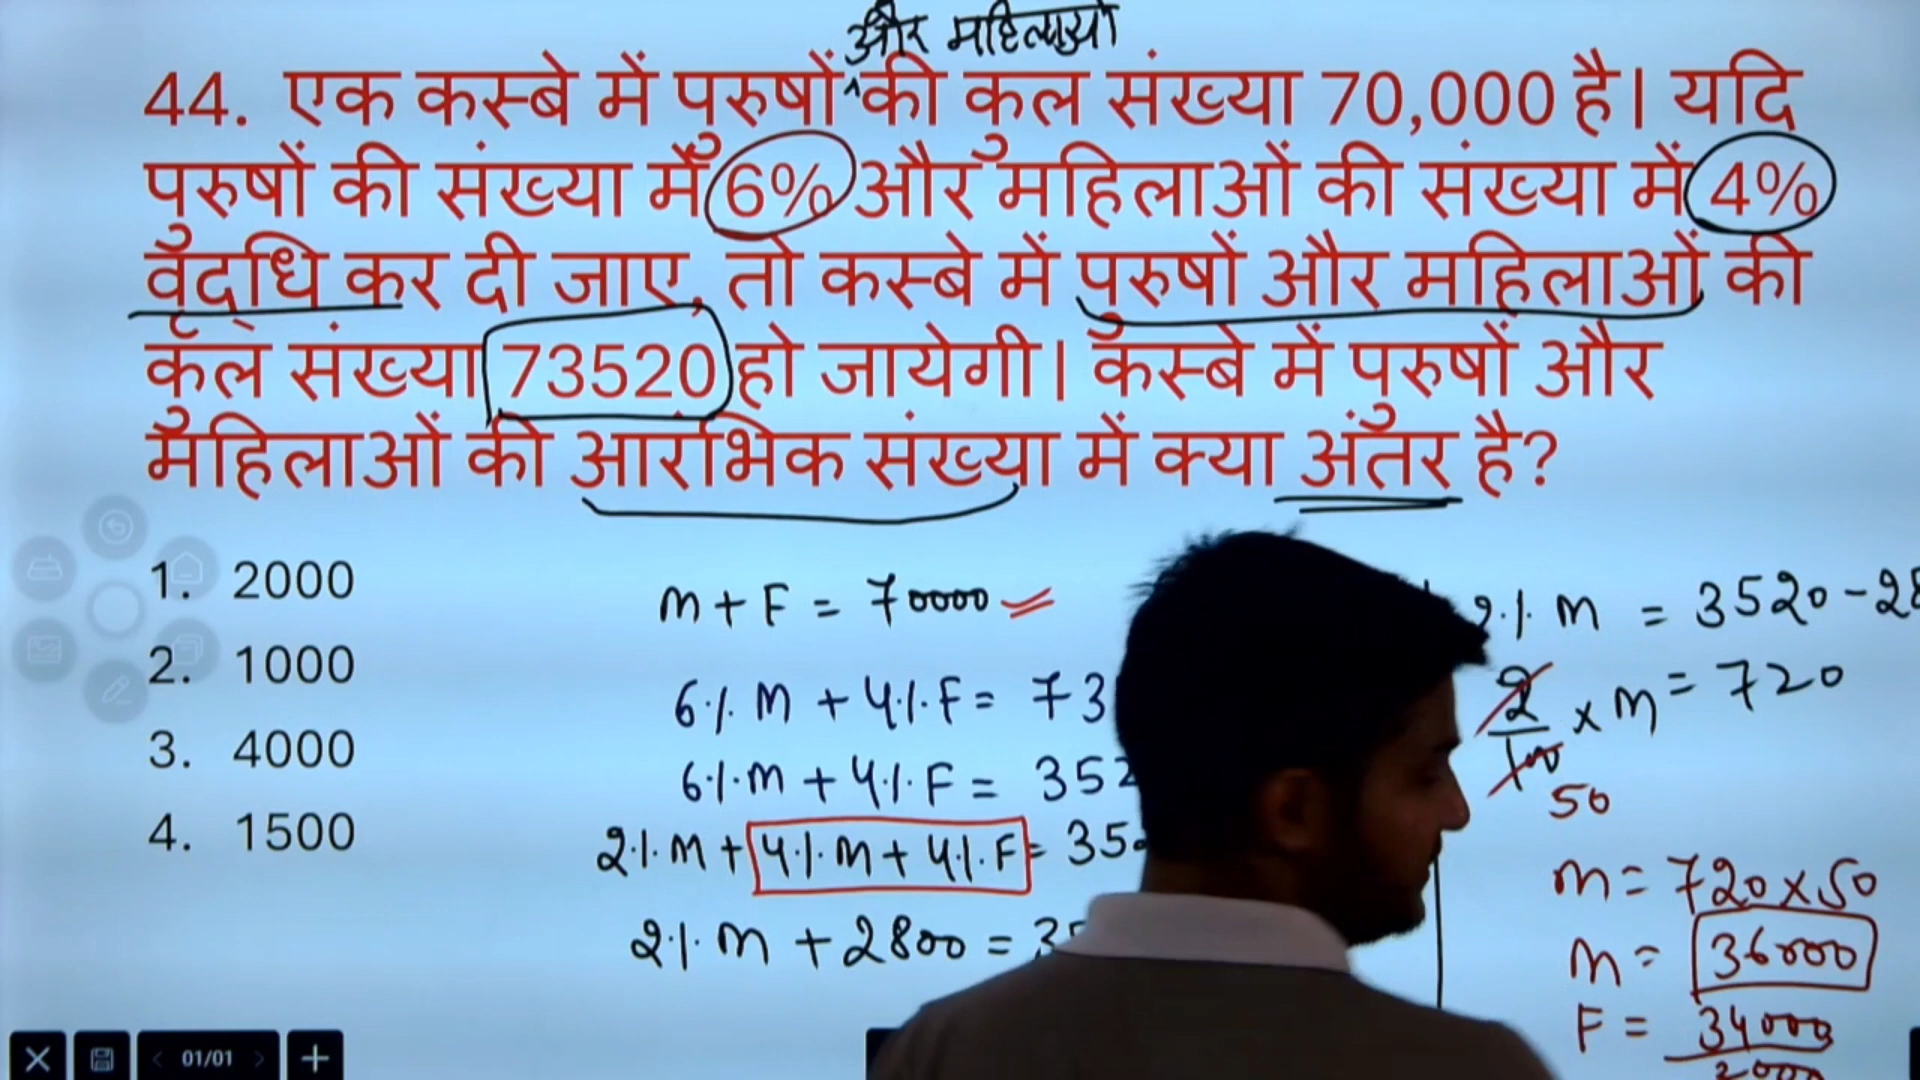 और महिलाओं
44. एक कस्बे में पुरुषों ^ की कुल संख्या 70,000 है। यदि
पुरुषों की संख्या में 6% और महिलाओं की संख्या में 4%
वृद्धि कर दी जाए, तो कस्बे में पुरुषों और महिलाओं की
कुल संख्या 73520 हो जायेगी। कस्बे में पुरुषों और
महिलाओं की आरंभिक संख्या में क्या अंतर है?
1. 2000
2. 1000
3. 4000
4. 1500
m + F = 70000
6% m + 4% F = 73
6% m + 4% F = 352
2% m + 4% m + 4% F = 35
2% m + 2800 = 35
2% m = 3520 - 28
2/100 x m = 720
50
m = 720 x 50
m = 36000
F = 34000
2000
01/01